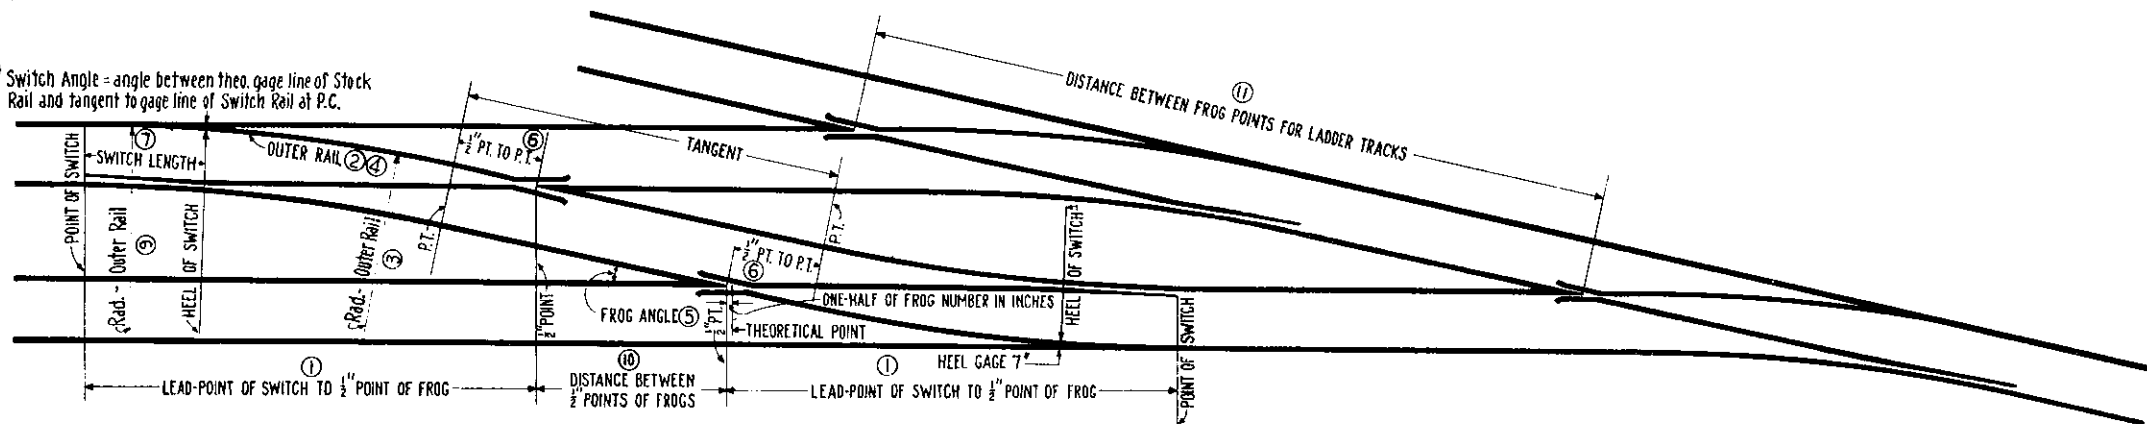 Switch Angle = angle between theo. gage line of Stock
Rail and tangent to gage line of Switch Rail at P.C.
⑦
SWITCH LENGTH
OUTER RAIL ② ④
⑥
½" PT. TO P.T.
TANGENT
⑪
DISTANCE BETWEEN FROG POINTS FOR LADDER TRACKS
POINT OF SWITCH
Rad. - Outer Rail
⑨
HEEL OF SWITCH
Rad. - Outer Rail
③
P.T.
½" POINT
FROG ANGLE ⑤
½" PT. TO P.T.
⑥
P.T.
ONE-HALF OF FROG NUMBER IN INCHES
THEORETICAL POINT
½" PT.
HEEL OF SWITCH
HEEL GAGE 7"
POINT OF SWITCH
①
LEAD-POINT OF SWITCH TO ½" POINT OF FROG
⑩
DISTANCE BETWEEN
½" POINTS OF FROGS
①
LEAD-POINT OF SWITCH TO ½" POINT OF FROG